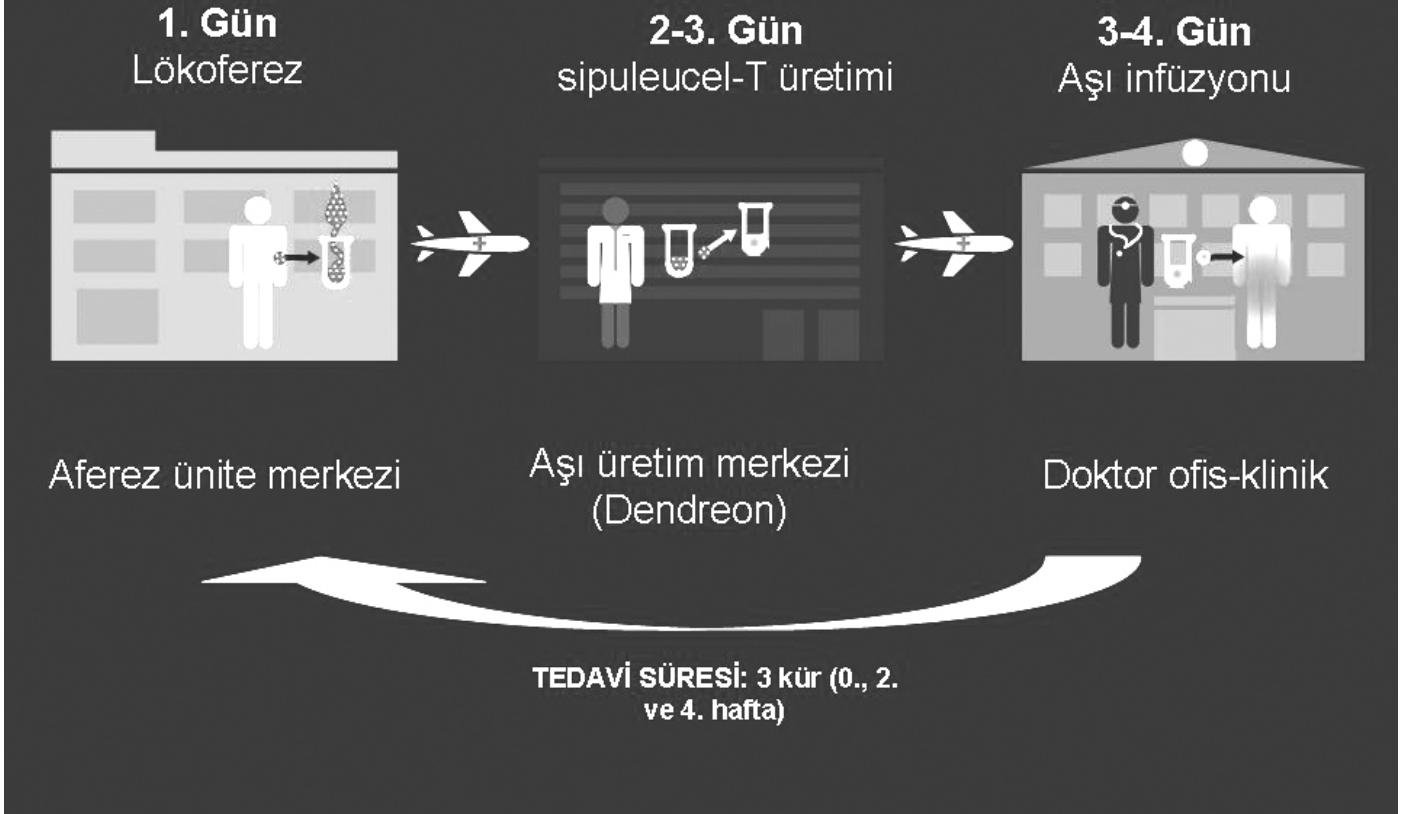 1. Gün
Lökoferez
2-3. Gün
sipuleucel-T üretimi
3-4. Gün
Aşı infüzyonu
Aferez ünite merkezi
Aşı üretim merkezi
(Dendreon)
Doktor ofis-klinik
TEDAVİ SÜRESİ: 3 kür (0., 2.
ve 4. hafta)